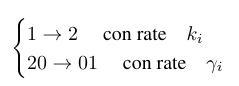 1 → 2 con rate k_i
20 → 01 con rate γ_i